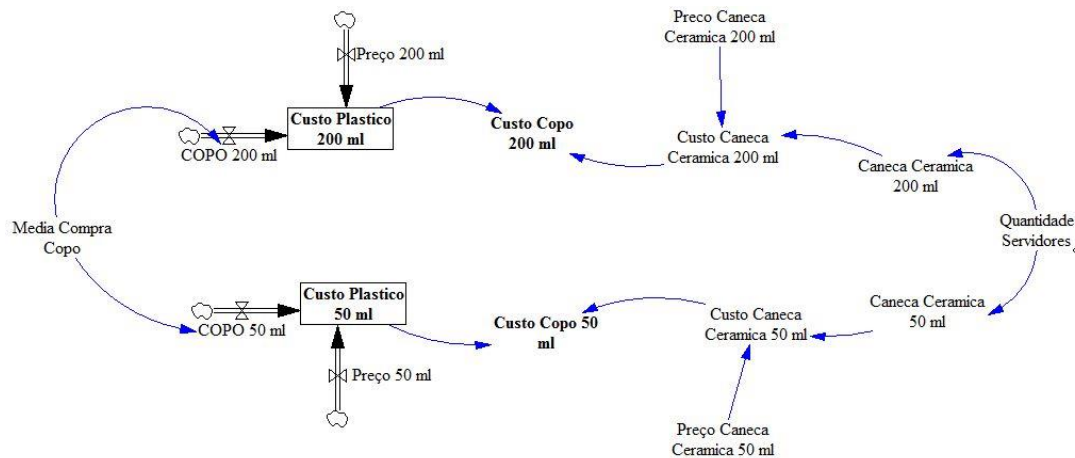 Preco Caneca
Ceramica 200 ml
Preço 200 ml
Custo Plastico
200 ml
Custo Copo
200 ml
COPO 200 ml
Custo Caneca
Ceramica 200 ml
Caneca Ceramica
200 ml
Media Compra
Copo
Quantidade
Servidores
Custo Plastico
50 ml
COPO 50 ml
Custo Copo 50
ml
Custo Caneca
Ceramica 50 ml
Caneca Ceramica
50 ml
Preço 50 ml
Preço Caneca
Ceramica 50 ml